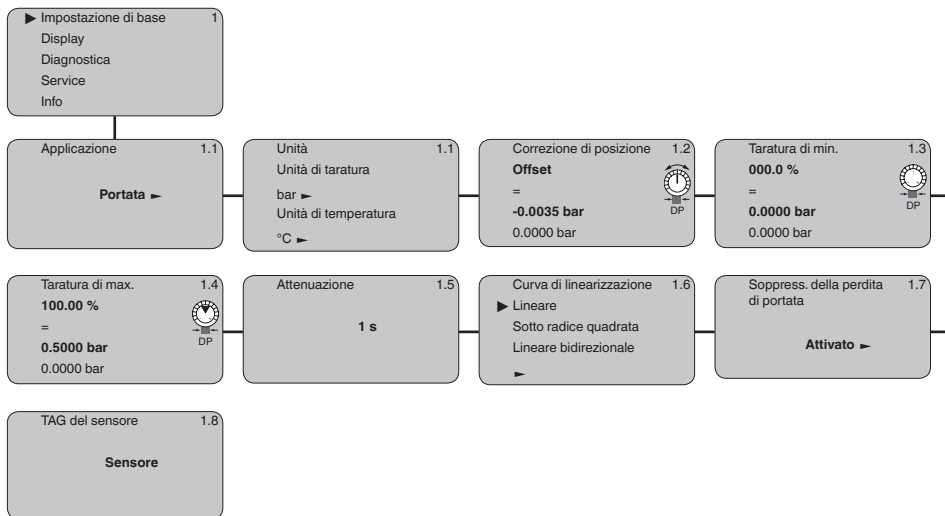 Impostazione di base 1
Display
Diagnostica
Service
Info
Applicazione 1.1
Portata
Unità 1.1
Unità di taratura
bar
Unità di temperatura
°C
Correzione di posizione 1.2
Offset
=
-0.0035 bar
0.0000 bar
DP
Taratura di min. 1.3
000.0 %
=
0.0000 bar
0.0000 bar
DP
Taratura di max. 1.4
100.00 %
=
0.5000 bar
0.0000 bar
DP
Attenuazione 1.5
1 s
Curva di linearizzazione 1.6
Lineare
Sotto radice quadrata
Lineare bidirezionale
Soppress. della perdita 1.7
di portata
Attivato
TAG del sensore 1.8
Sensore